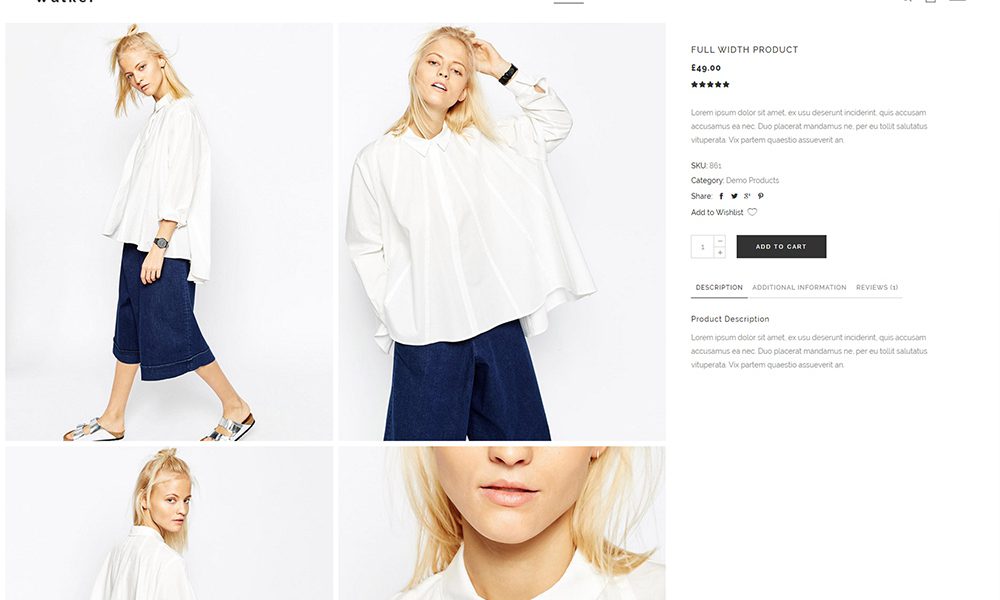 FULL WIDTH PRODUCT
£49.00
Lorem ipsum dolor sit amet, ex usu deserunt inciderint, quis accusam
accusamus ea nec. Duo placerat mandamus ne, per eu tollit salutatus
vituperata. Vix partem quaestio assueverit an.
SKU: 861
Category: Demo Products
Share:
Add to Wishlist
1 − +
ADD TO CART
DESCRIPTION ADDITIONAL INFORMATION REVIEWS (1)
Product Description
Lorem ipsum dolor sit amet, ex usu deserunt inciderint, quis accusam
accusamus ea nec. Duo placerat mandamus ne, per eu tollit salutatus
vituperata. Vix partem quaestio assueverit an.